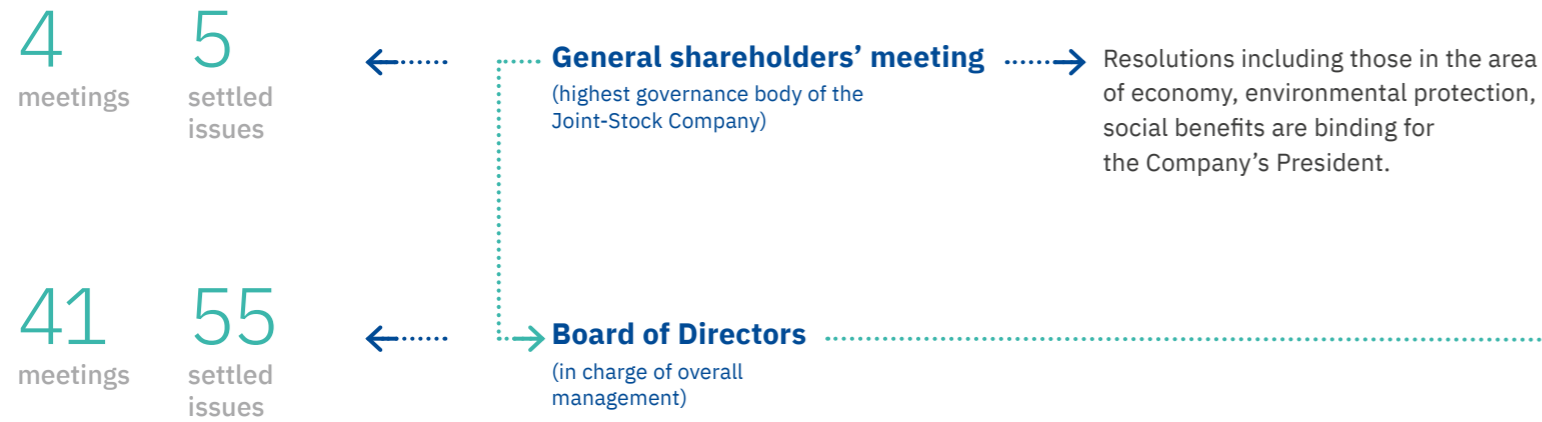 4
meetings
5
settled
issues
General shareholders’ meeting
(highest governance body of the
Joint-Stock Company)
Resolutions including those in the area
of economy, environmental protection,
social benefits are binding for
the Company’s President.
41
meetings
55
settled
issues
Board of Directors
(in charge of overall
management)